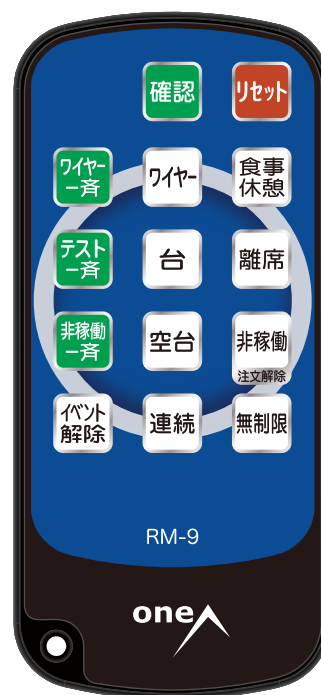 確認 リセット
ワイヤー
一斉
ワイヤー
食事
休憩
テスト
一斉
台
離席
非稼働
一斉
空台
非稼働
注文解除
イベント
解除
連続
無制限
RM-9
one